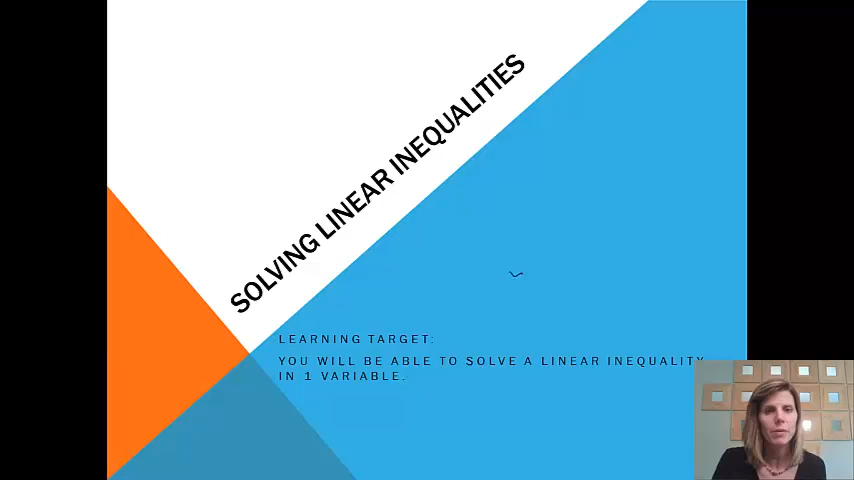 SOLVING LINEAR INEQUALITIES
LEARNING TARGET:
YOU WILL BE ABLE TO SOLVE A LINEAR INEQUALITY
IN 1 VARIABLE.